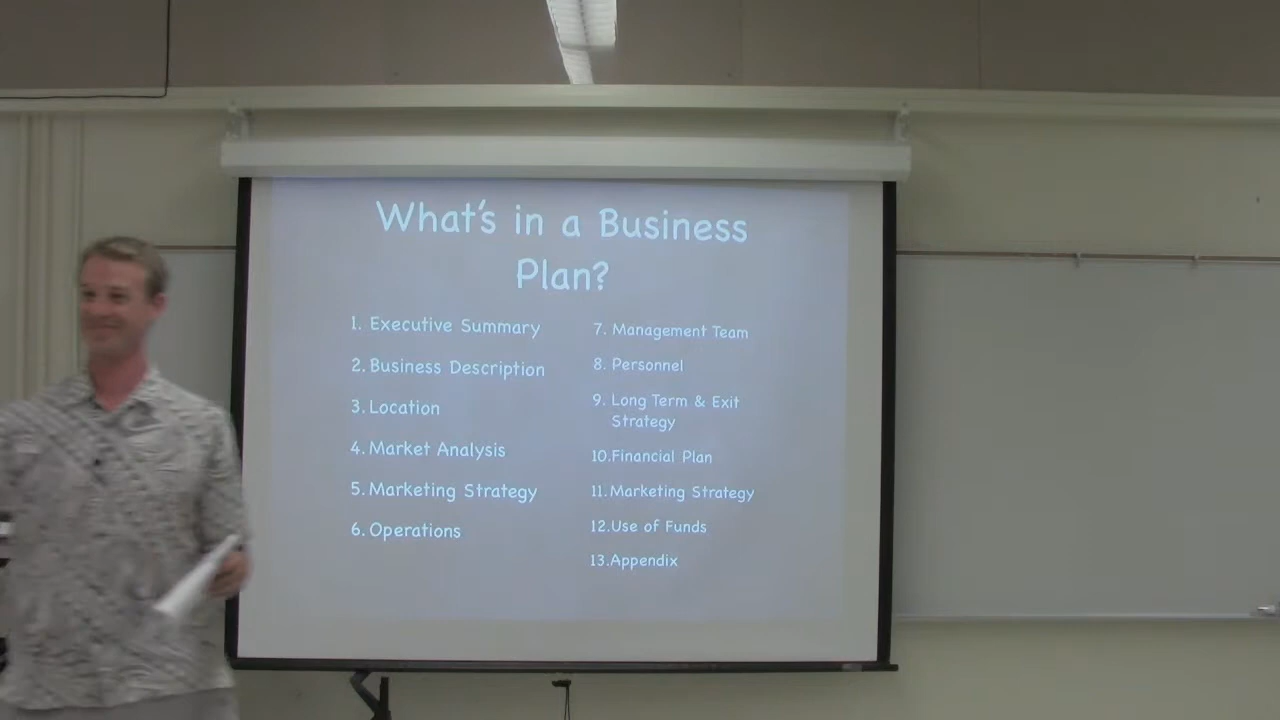 What's in a Business
Plan?
1. Executive Summary
2. Business Description
3. Location
4. Market Analysis
5. Marketing Strategy
6. Operations
7. Management Team
8. Personnel
9. Long Term & Exit
Strategy
10.Financial Plan
11. Marketing Strategy
12.Use of Funds
13.Appendix